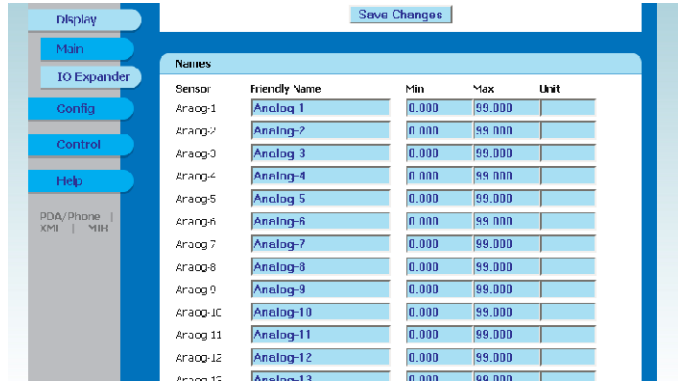 Save Changes
Display
Main
IO Expander
Config
Control
Help
PDA/Phone |
XML | MIB
Names
Sensor Friendly Name Min Max Unit
Analog-1 Analog 1 0.000 99.000
Analog-2 Analog-2 0.000 99.000
Analog-3 Analog 3 0.000 99.000
Analog-4 Analog-4 0.000 99.000
Analog-5 Analog 5 0.000 99.000
Analog-6 Analog-6 0.000 99.000
Analog 7 Analog-7 0.000 99.000
Analog-8 Analog-8 0.000 99.000
Analog 9 Analog-9 0.000 99.000
Analog-10 Analog-10 0.000 99.000
Analog 11 Analog-11 0.000 99.000
Analog-12 Analog-12 0.000 99.000
Analog-13 Analog-13 0.000 99.000